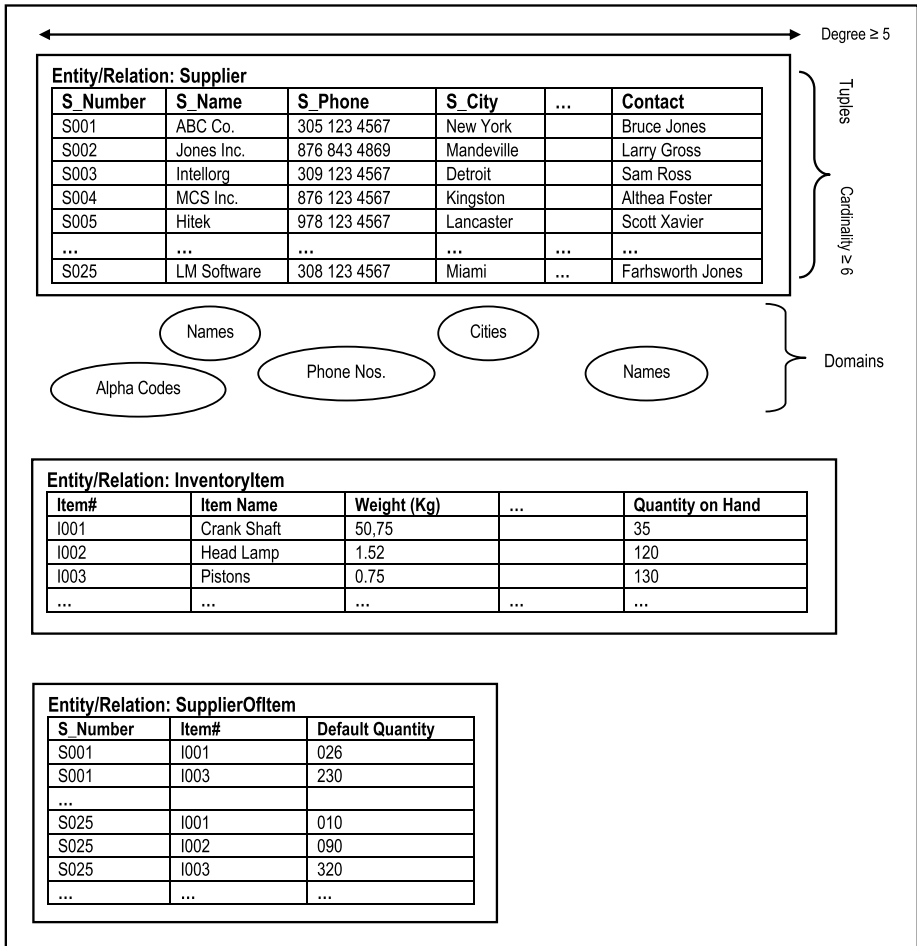 Degree ≥ 5
Entity/Relation: Supplier
S_Number S_Name S_Phone S_City … Contact
S001 ABC Co. 305 123 4567 New York Bruce Jones
S002 Jones Inc. 876 843 4869 Mandeville Larry Gross
S003 Intellorg 309 123 4567 Detroit Sam Ross
S004 MCS Inc. 876 123 4567 Kingston Althea Foster
S005 Hitek 978 123 4567 Lancaster Scott Xavier
… … … … … …
S025 LM Software 308 123 4567 Miami … Farhsworth Jones
Tuples
Cardinality ≥ 6
Names Cities
Alpha Codes Phone Nos. Names
Domains
Entity/Relation: InventoryItem
Item# Item Name Weight (Kg) … Quantity on Hand
I001 Crank Shaft 50,75 35
I002 Head Lamp 1.52 120
I003 Pistons 0.75 130
… … … … …
Entity/Relation: SupplierOfItem
S_Number Item# Default Quantity
S001 I001 026
S001 I003 230
…
S025 I001 010
S025 I002 090
S025 I003 320
… … …